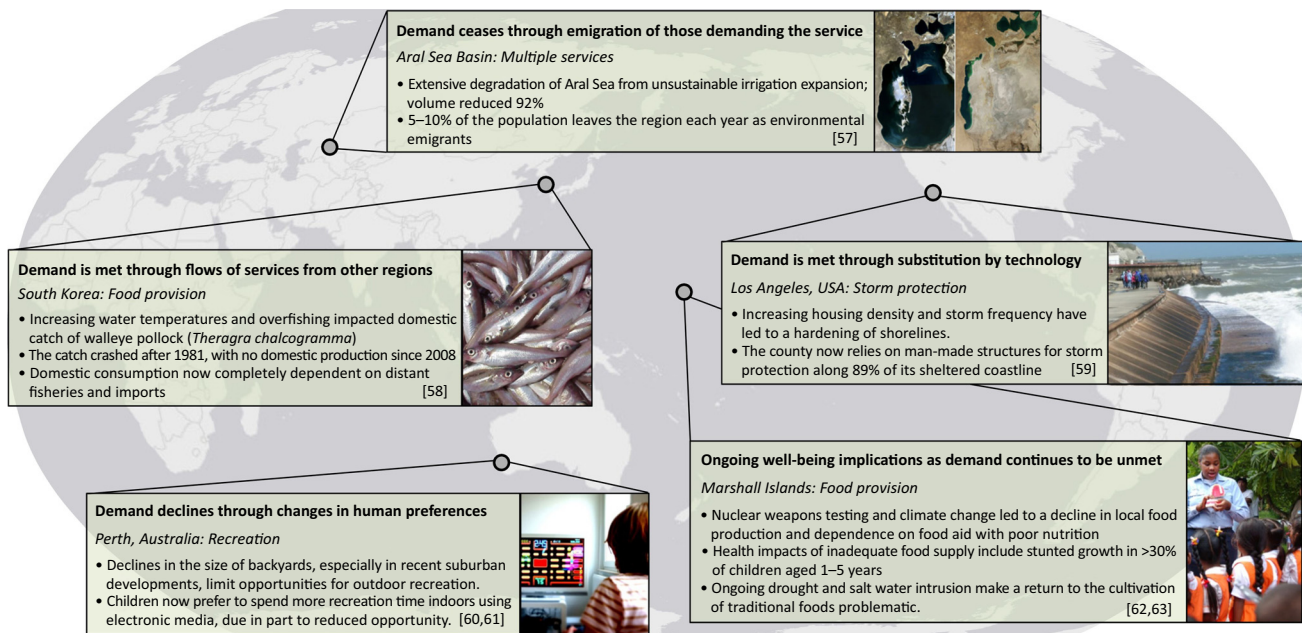 Demand ceases through emigration of those demanding the service
Aral Sea Basin: Multiple services
• Extensive degradation of Aral Sea from unsustainable irrigation expansion;
volume reduced 92%
• 5–10% of the population leaves the region each year as environmental
emigrants [57]
Demand is met through flows of services from other regions
South Korea: Food provision
• Increasing water temperatures and overfishing impacted domestic
catch of walleye pollock (Theragra chalcogramma)
• The catch crashed after 1981, with no domestic production since 2008
• Domestic consumption now completely dependent on distant
fisheries and imports [58]
Demand is met through substitution by technology
Los Angeles, USA: Storm protection
• Increasing housing density and storm frequency have
led to a hardening of shorelines.
• The county now relies on man-made structures for storm
protection along 89% of its sheltered coastline [59]
Demand declines through changes in human preferences
Perth, Australia: Recreation
• Declines in the size of backyards, especially in recent suburban
developments, limit opportunities for outdoor recreation.
• Children now prefer to spend more recreation time indoors using
electronic media, due in part to reduced opportunity. [60,61]
Ongoing well-being implications as demand continues to be unmet
Marshall Islands: Food provision
• Nuclear weapons testing and climate change led to a decline in local food
production and dependence on food aid with poor nutrition
• Health impacts of inadequate food supply include stunted growth in >30%
of children aged 1–5 years
• Ongoing drought and salt water intrusion make a return to the cultivation
of traditional foods problematic. [62,63]